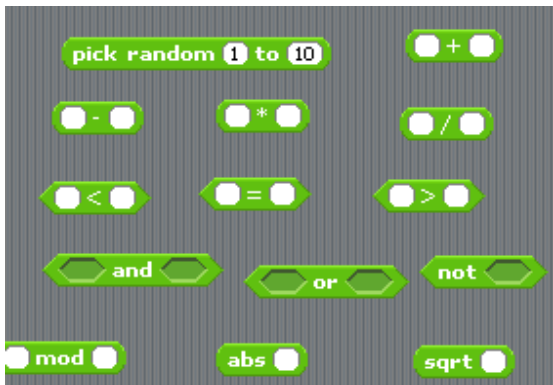 pick random 1 to 10
+
-
*
/
<
=
>
and
or
not
mod
abs
sqrt